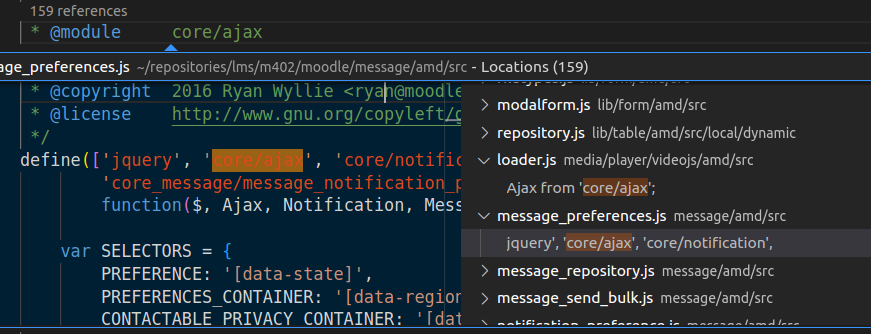 159 references
* @module core/ajax
age_preferences.js ~/repositories/lms/m402/moodle/message/amd/src - Locations (159)
* @copyright 2016 Ryan Wyllie <ryan@moodle
* @license http://www.gnu.org/copyleft/g
*/
define(['jquery', 'core/ajax', 'core/notific
'core_message/message_notification_p
function($, Ajax, Notification, Mes
var SELECTORS = {
PREFERENCE: '[data-state]',
PREFERENCES_CONTAINER: '[data-region
CONTACTABLE_PRIVACY_CONTAINER: '[dat
modalform.js lib/form/amd/src
repository.js lib/table/amd/src/local/dynamic
loader.js media/player/videojs/amd/src
Ajax from 'core/ajax';
message_preferences.js message/amd/src
jquery', 'core/ajax', 'core/notification',
message_repository.js message/amd/src
message_send_bulk.js message/amd/src
notification_preference.js